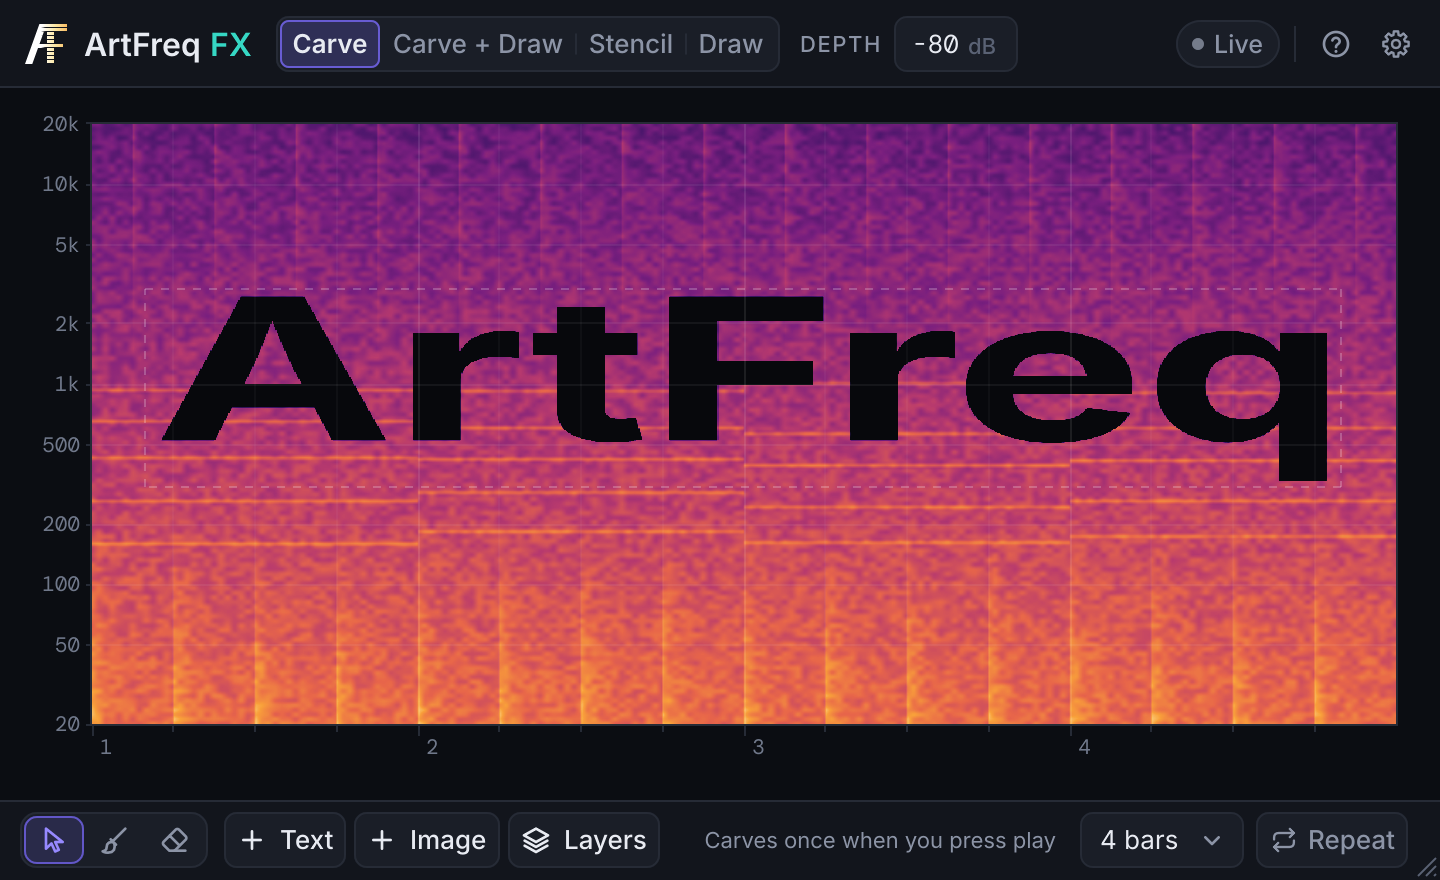 ArtFreq FX
Carve
Carve + Draw
Stencil
Draw
DEPTH
-80 dB
Live
20k
10k
5k
2k
1k
500
200
100
50
20
ArtFreq
1 2 3 4
Text
Image
Layers
Carves once when you press play
4 bars
Repeat